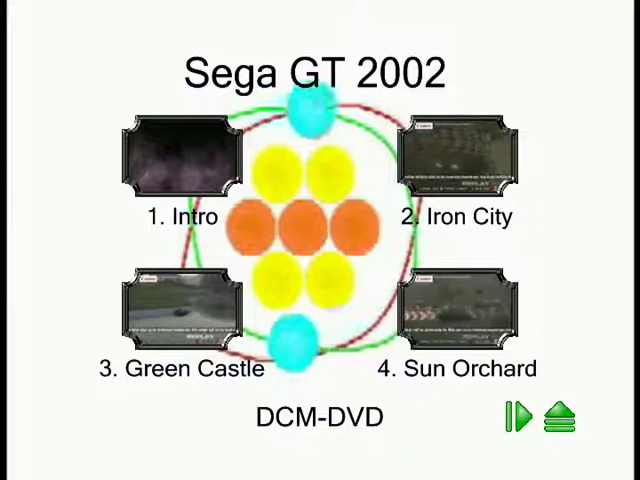 Sega GT 2002
1. Intro
2. Iron City
3. Green Castle
4. Sun Orchard
DCM-DVD